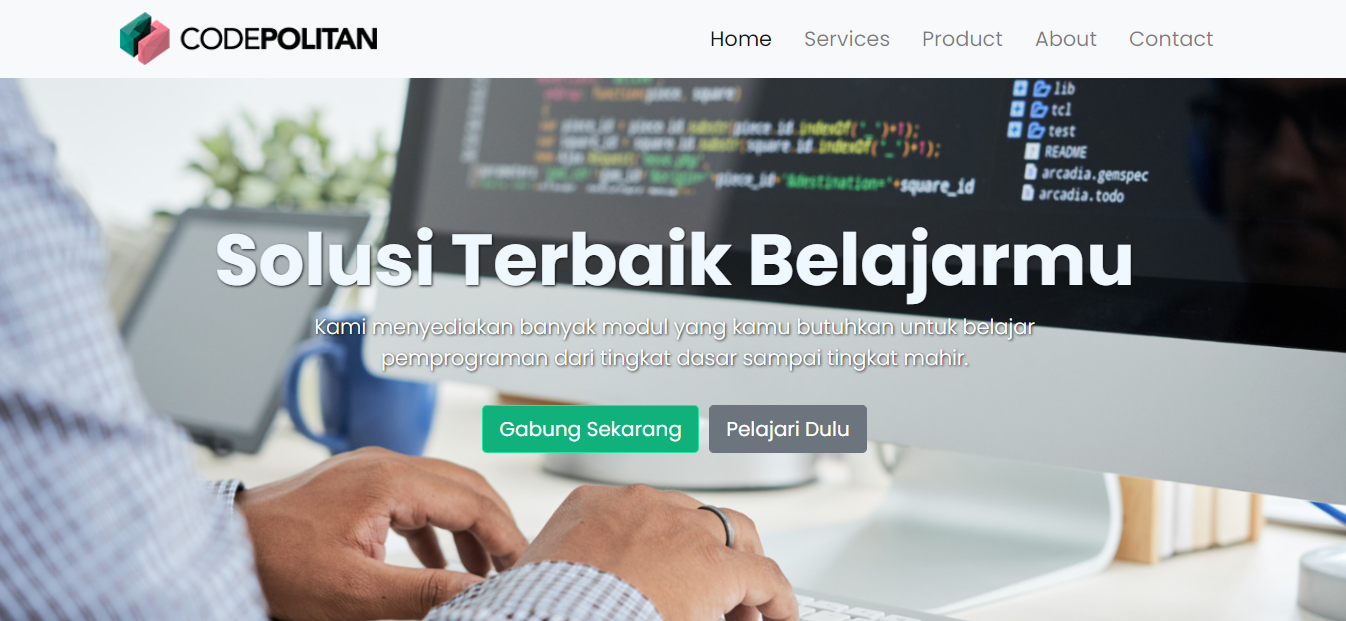 CODEPOLITAN
Home Services Product About Contact
lib
tcl
test
README
arcadia.gemspec
arcadia.todo
square_id
Solusi Terbaik Belajarmu
Kami menyediakan banyak modul yang kamu butuhkan untuk belajar
pemprograman dari tingkat dasar sampai tingkat mahir.
Gabung Sekarang Pelajari Dulu